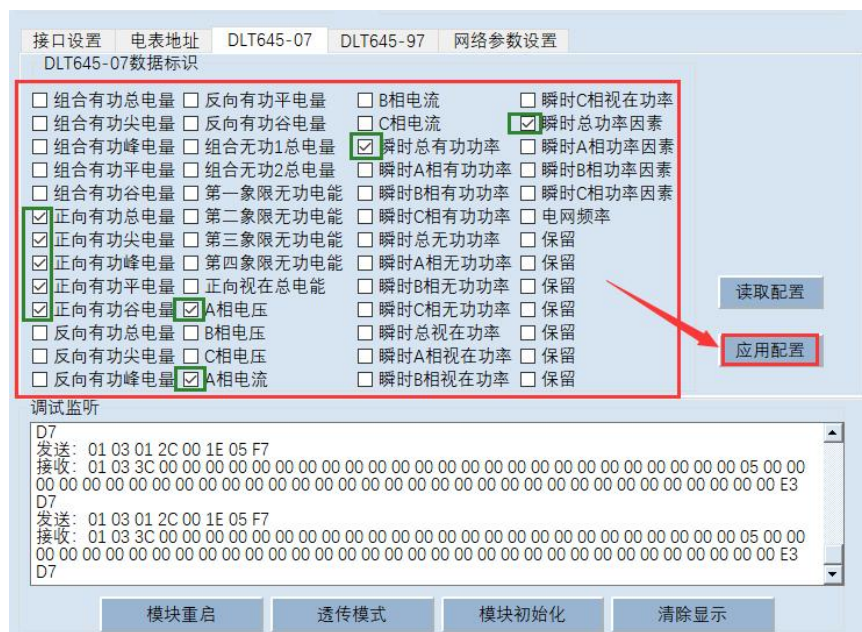 接口设置 电表地址 DLT645-07 DLT645-97 网络参数设置
DLT645-07数据标识
组合有功总电量 反向有功平电量 B相电流 瞬时C相视在功率
组合有功尖电量 反向有功谷电量 C相电流 瞬时总功率因素
组合有功峰电量 组合无功1总电量 瞬时总有功功率 瞬时A相功率因素
组合有功平电量 组合无功2总电量 瞬时A相有功功率 瞬时B相功率因素
组合有功谷电量 第一象限无功电能 瞬时B相有功功率 瞬时C相功率因素
正向有功总电量 第二象限无功电能 瞬时C相有功功率 电网频率
正向有功尖电量 第三象限无功电能 瞬时总无功功率 保留
正向有功峰电量 第四象限无功电能 瞬时A相无功功率 保留
正向有功平电量 正向视在总电能 瞬时B相无功功率 保留
正向有功谷电量 A相电压 瞬时C相无功功率 保留
反向有功总电量 B相电压 瞬时总视在功率 保留
反向有功尖电量 C相电压 瞬时A相视在功率 保留
反向有功峰电量 A相电流 瞬时B相视在功率 保留
读取配置
应用配置
调试监听
D7
发送: 01 03 01 2C 00 1E 05 F7
接收: 01 03 3C 00 00 00 00 00 00 00 00 00 00 00 00 00 00 00 00 00 00 00 00 00 00 00 00 00 05 00 00
00 00 00 00 00 00 00 00 00 00 00 00 00 00 00 00 00 00 00 00 00 00 00 00 00 00 00 00 00 00 00 00 E3
D7
发送: 01 03 01 2C 00 1E 05 F7
接收: 01 03 3C 00 00 00 00 00 00 00 00 00 00 00 00 00 00 00 00 00 00 00 00 00 00 00 00 00 05 00 00
00 00 00 00 00 00 00 00 00 00 00 00 00 00 00 00 00 00 00 00 00 00 00 00 00 00 00 00 00 00 00 00 E3
D7
模块重启 透传模式 模块初始化 清除显示